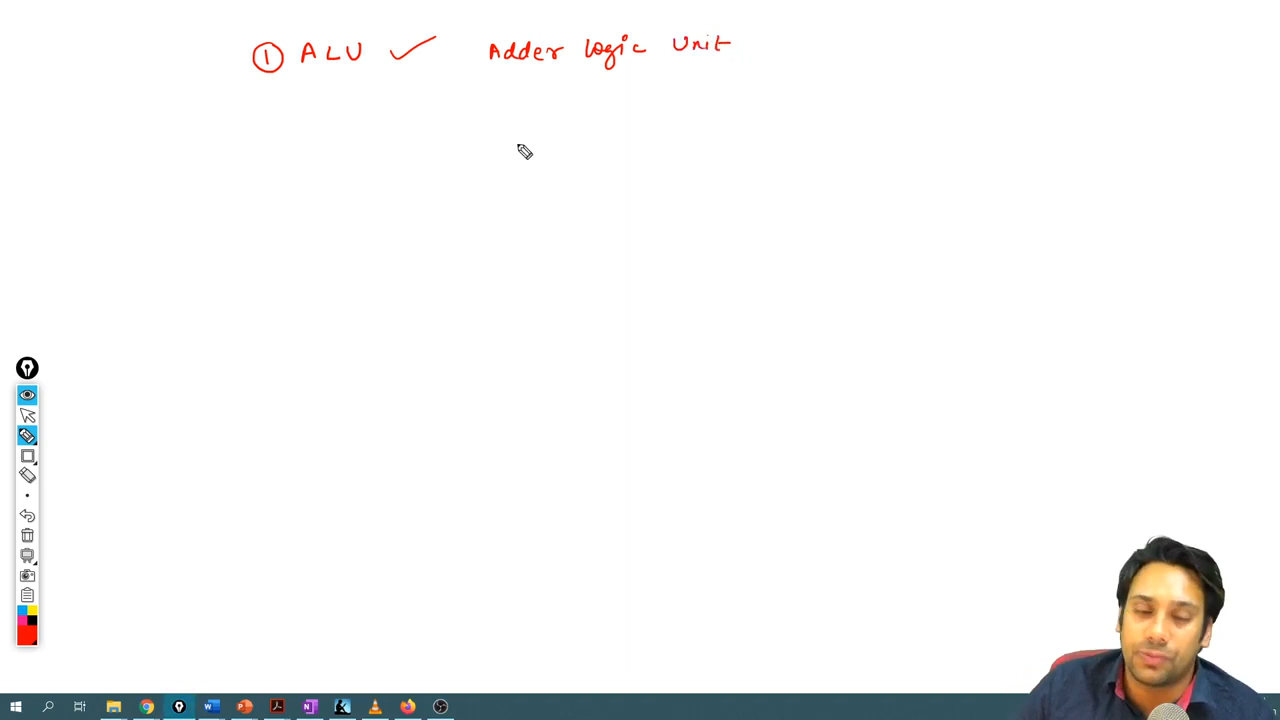 ① ALU ✓ Adder Logic Unit